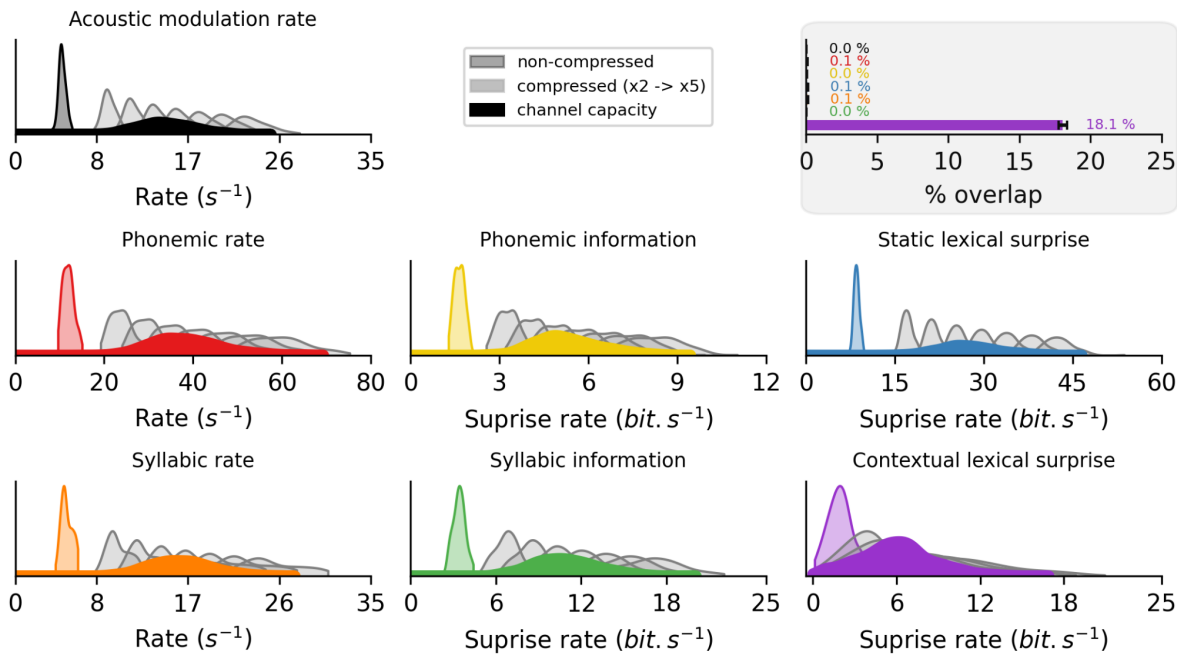 Acoustic modulation rate
0 9 17 26 35
Rate (s⁻¹)
non-compressed
compressed (x2 -> x5)
channel capacity
0.0 %
0.1 %
0.0 %
0.1 %
0.1 %
0.0 %
18.1 %
0 5 10 15 20 25
% overlap
Phonemic rate
0 20 40 60 80
Rate (s⁻¹)
Phonemic information
0 3 6 9 12
Suprise rate (bit. s⁻¹)
Static lexical surprise
0 15 30 45 60
Suprise rate (bit. s⁻¹)
Syllabic rate
0 8 17 26 35
Rate (s⁻¹)
Syllabic information
0 6 12 18 25
Suprise rate (bit. s⁻¹)
Contextual lexical surprise
0 6 12 18 25
Suprise rate (bit. s⁻¹)